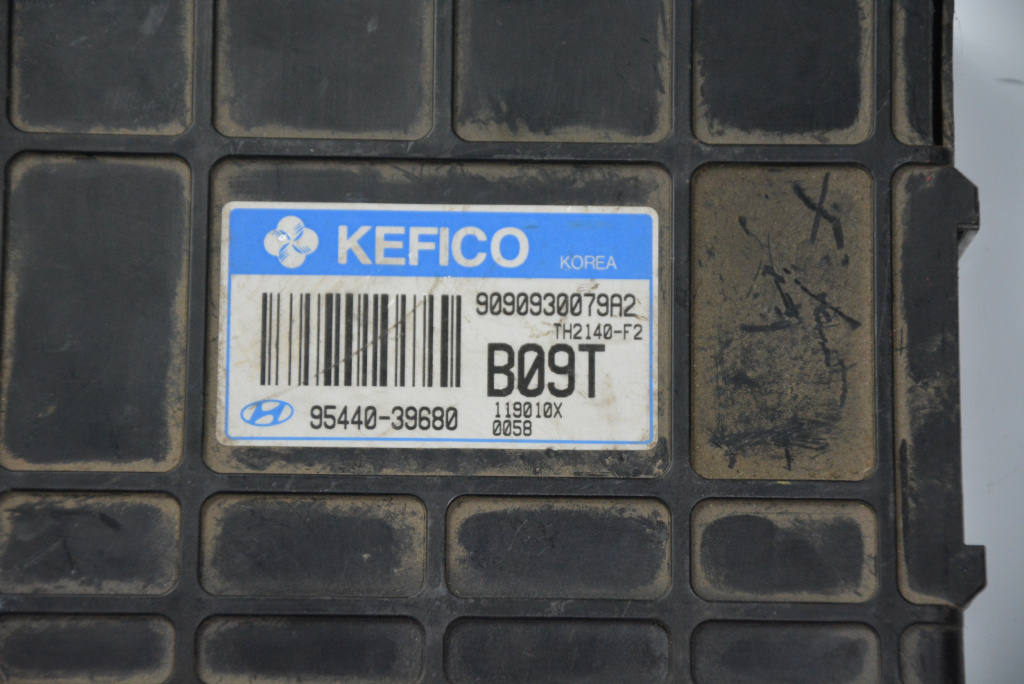 KEFICO KOREA
9090930079A2
TH2140-F2
B09T
95440-39680
119010X
0058
X